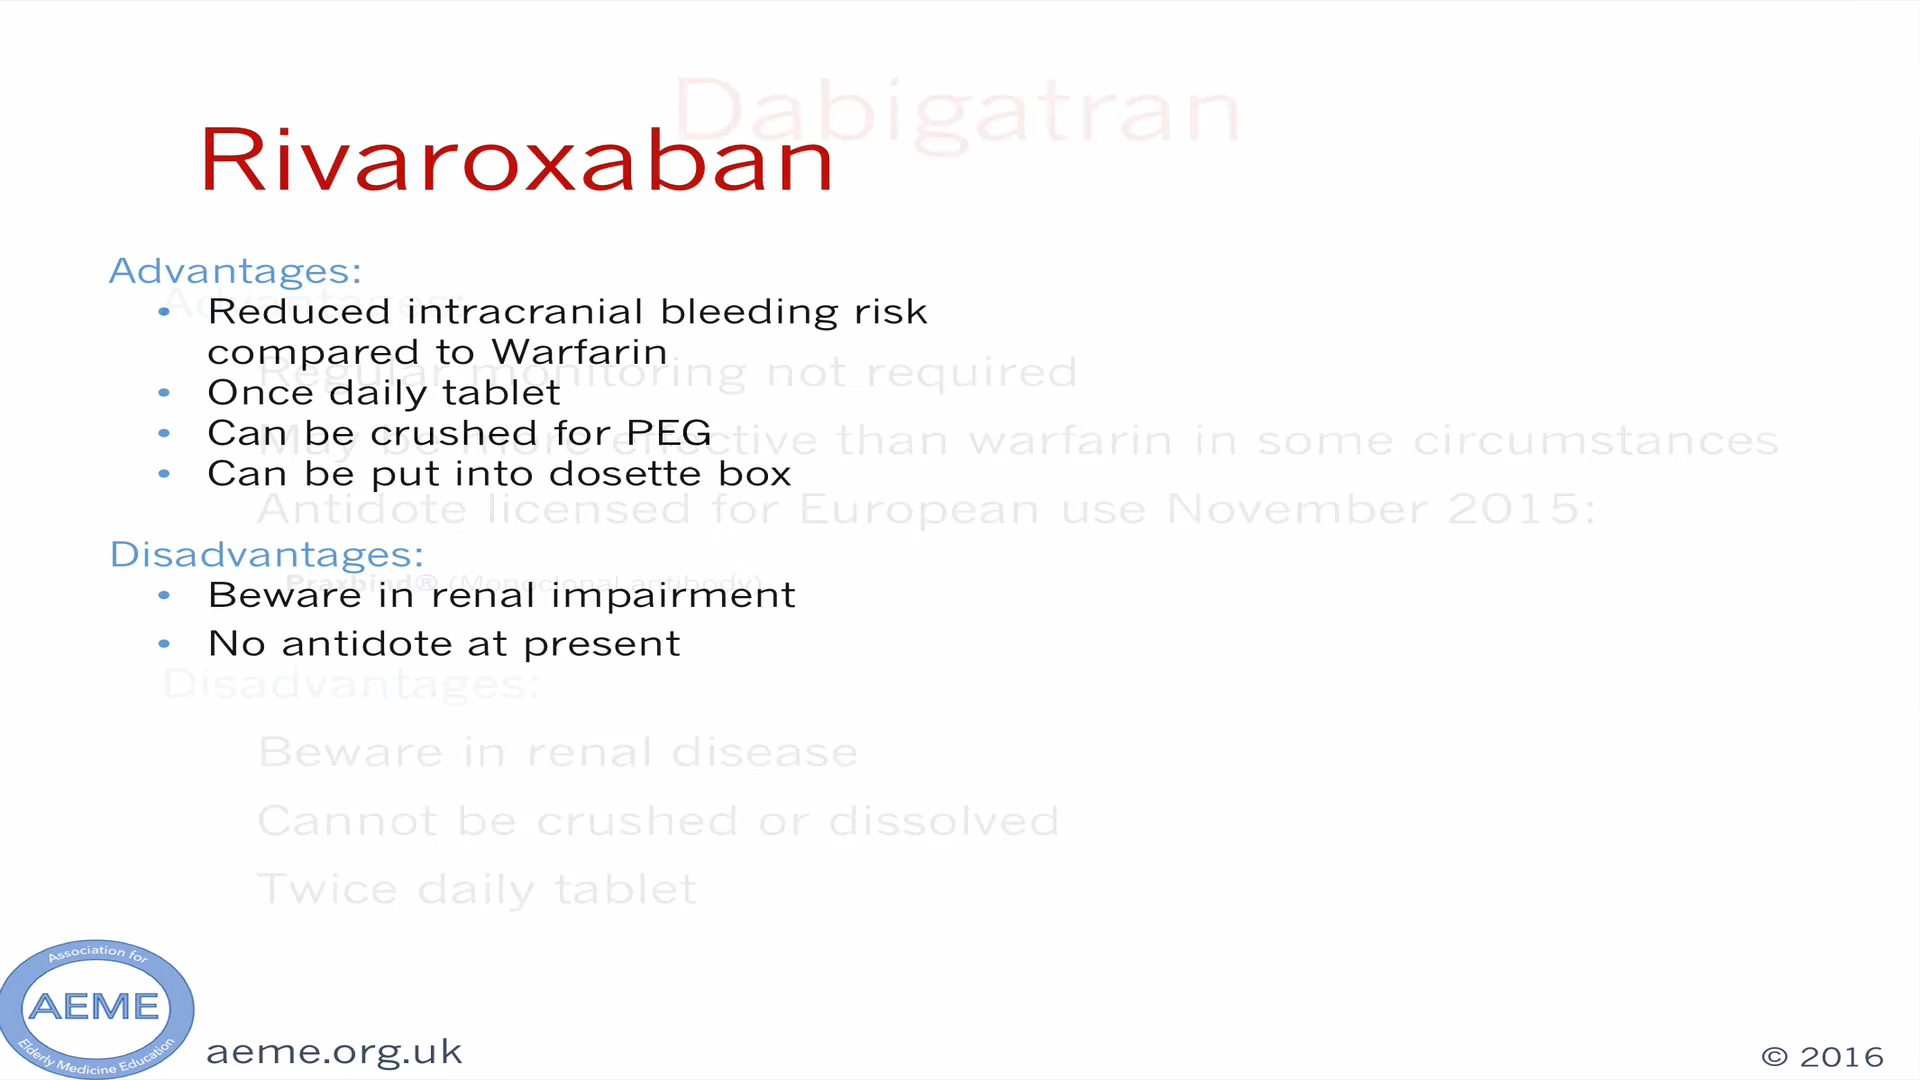 Dabigatran
Rivaroxaban
Advantages:
• Reduced intracranial bleeding risk
compared to Warfarin
• Once daily tablet
• Can be crushed for PEG
• Can be put into dosette box
Disadvantages:
• Beware in renal impairment
• No antidote at present
Advantages:
Regular monitoring not required
May be more effective than warfarin in some circumstances
Antidote licensed for European use November 2015:
Praxbind® (Monoclonal antibody)
Disadvantages:
Beware in renal disease
Cannot be crushed or dissolved
Twice daily tablet
Association for
AEME
Elderly Medicine Education
aeme.org.uk
© 2016